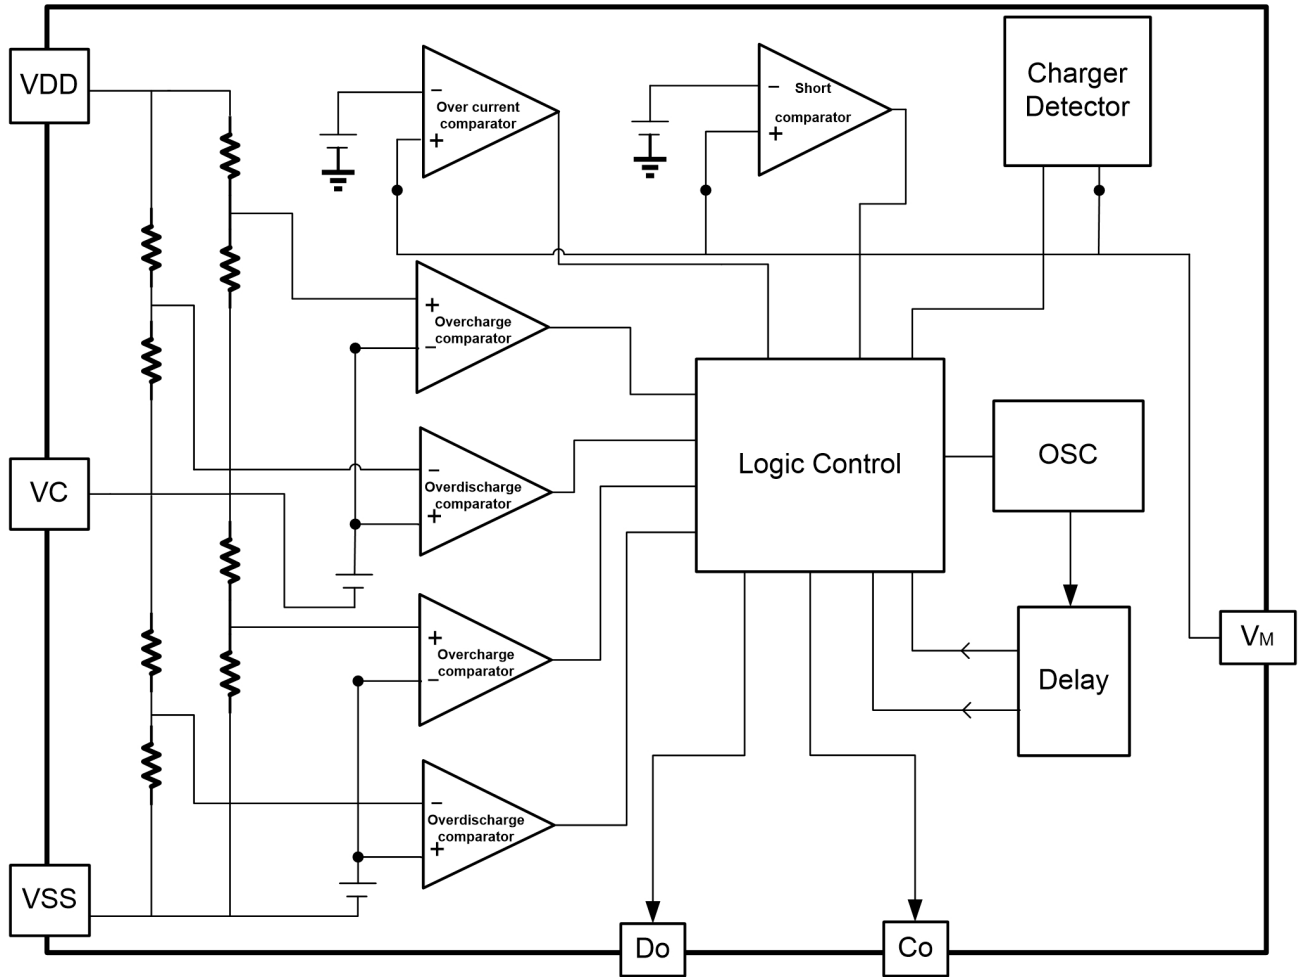 VDD
Over current
comparator
Short
comparator
Charger
Detector
Overcharge
comparator
VC
Overdischarge
comparator
Logic Control
OSC
Overcharge
comparator
Delay
VM
VSS
Overdischarge
comparator
Do
Co